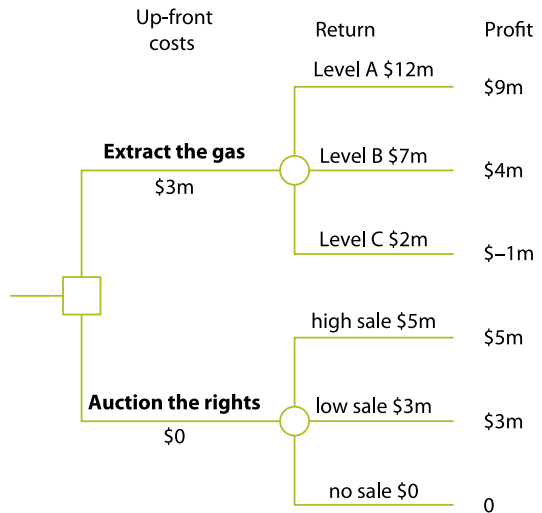 Up-front
costs
Return
Profit
Level A $12m
$9m
Extract the gas
$3m
Level B $7m
$4m
Level C $2m
$–1m
high sale $5m
$5m
Auction the rights
$0
low sale $3m
$3m
no sale $0
0